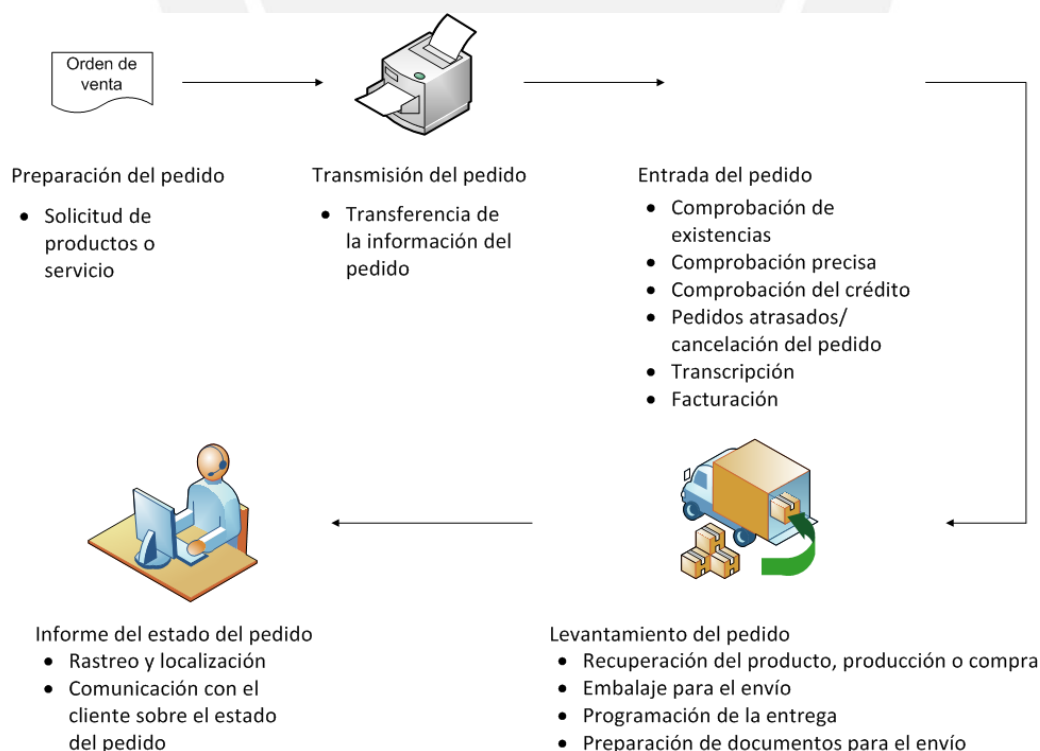 Orden de
venta
Preparación del pedido
• Solicitud de
productos o
servicio
Transmisión del pedido
• Transferencia de
la información del
pedido
Entrada del pedido
• Comprobación de
existencias
• Comprobación precisa
• Comprobación del crédito
• Pedidos atrasados/
cancelación del pedido
• Transcripción
• Facturación
Informe del estado del pedido
• Rastreo y localización
• Comunicación con el
cliente sobre el estado
del pedido
Levantamiento del pedido
• Recuperación del producto, producción o compra
• Embalaje para el envío
• Programación de la entrega
• Preparación de documentos para el envío